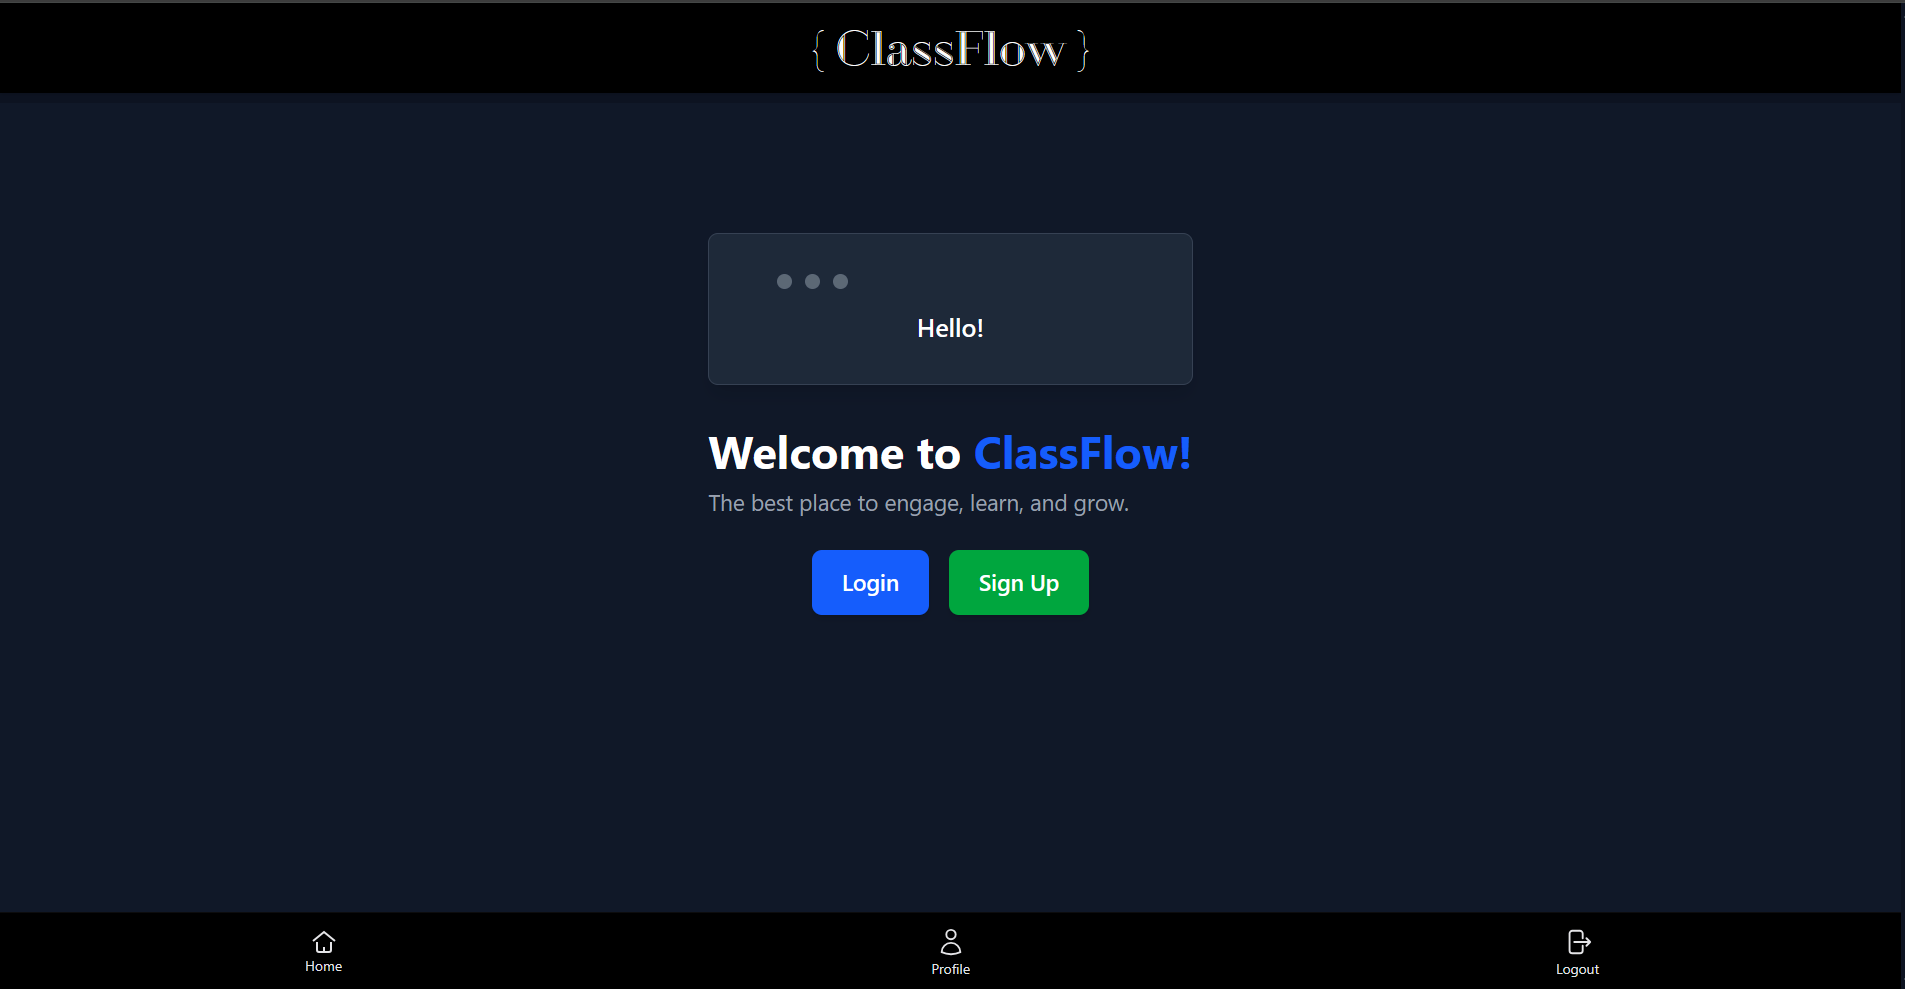 { ClassFlow }
Hello!
Welcome to ClassFlow!
The best place to engage, learn, and grow.
Login Sign Up
Home Profile Logout